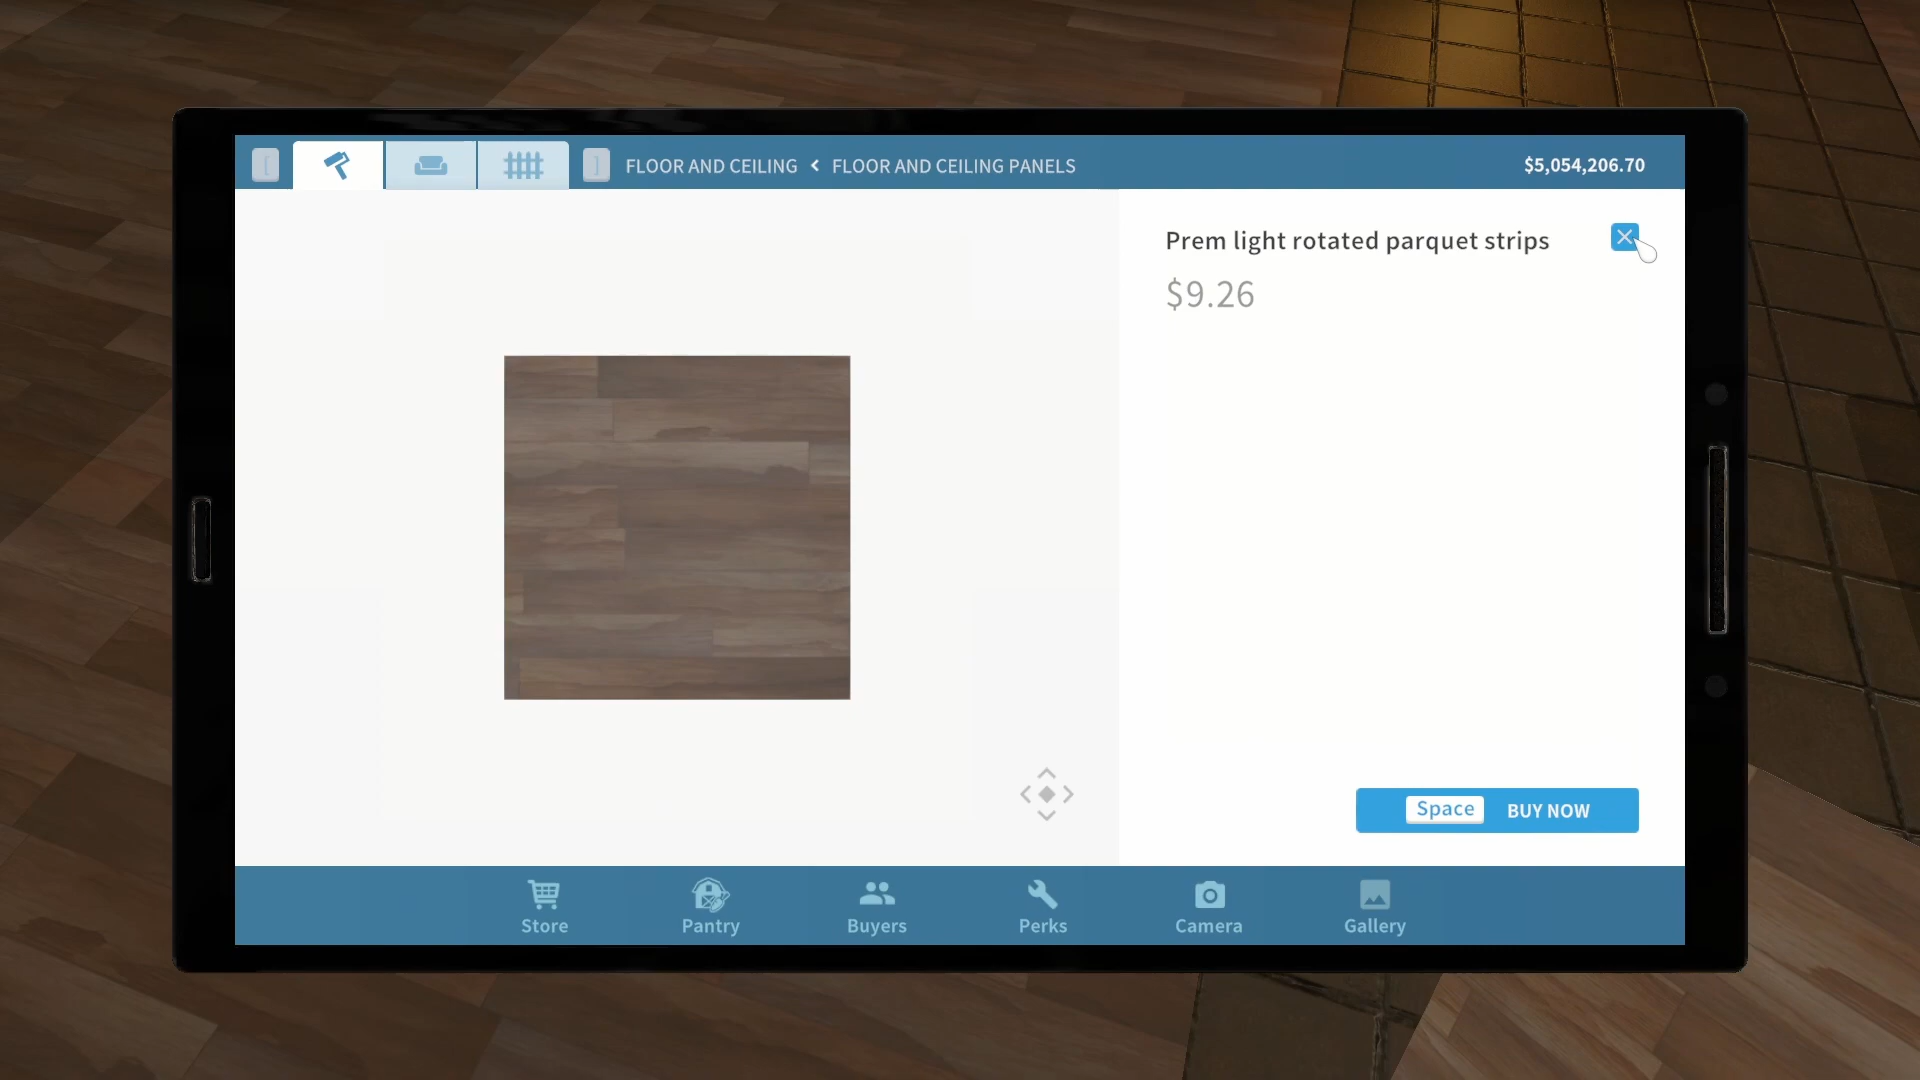 [
]
FLOOR AND CEILING < FLOOR AND CEILING PANELS
$5,054,206.70
Prem light rotated parquet strips
$9.26
Space BUY NOW
Store
Pantry
Buyers
Perks
Camera
Gallery